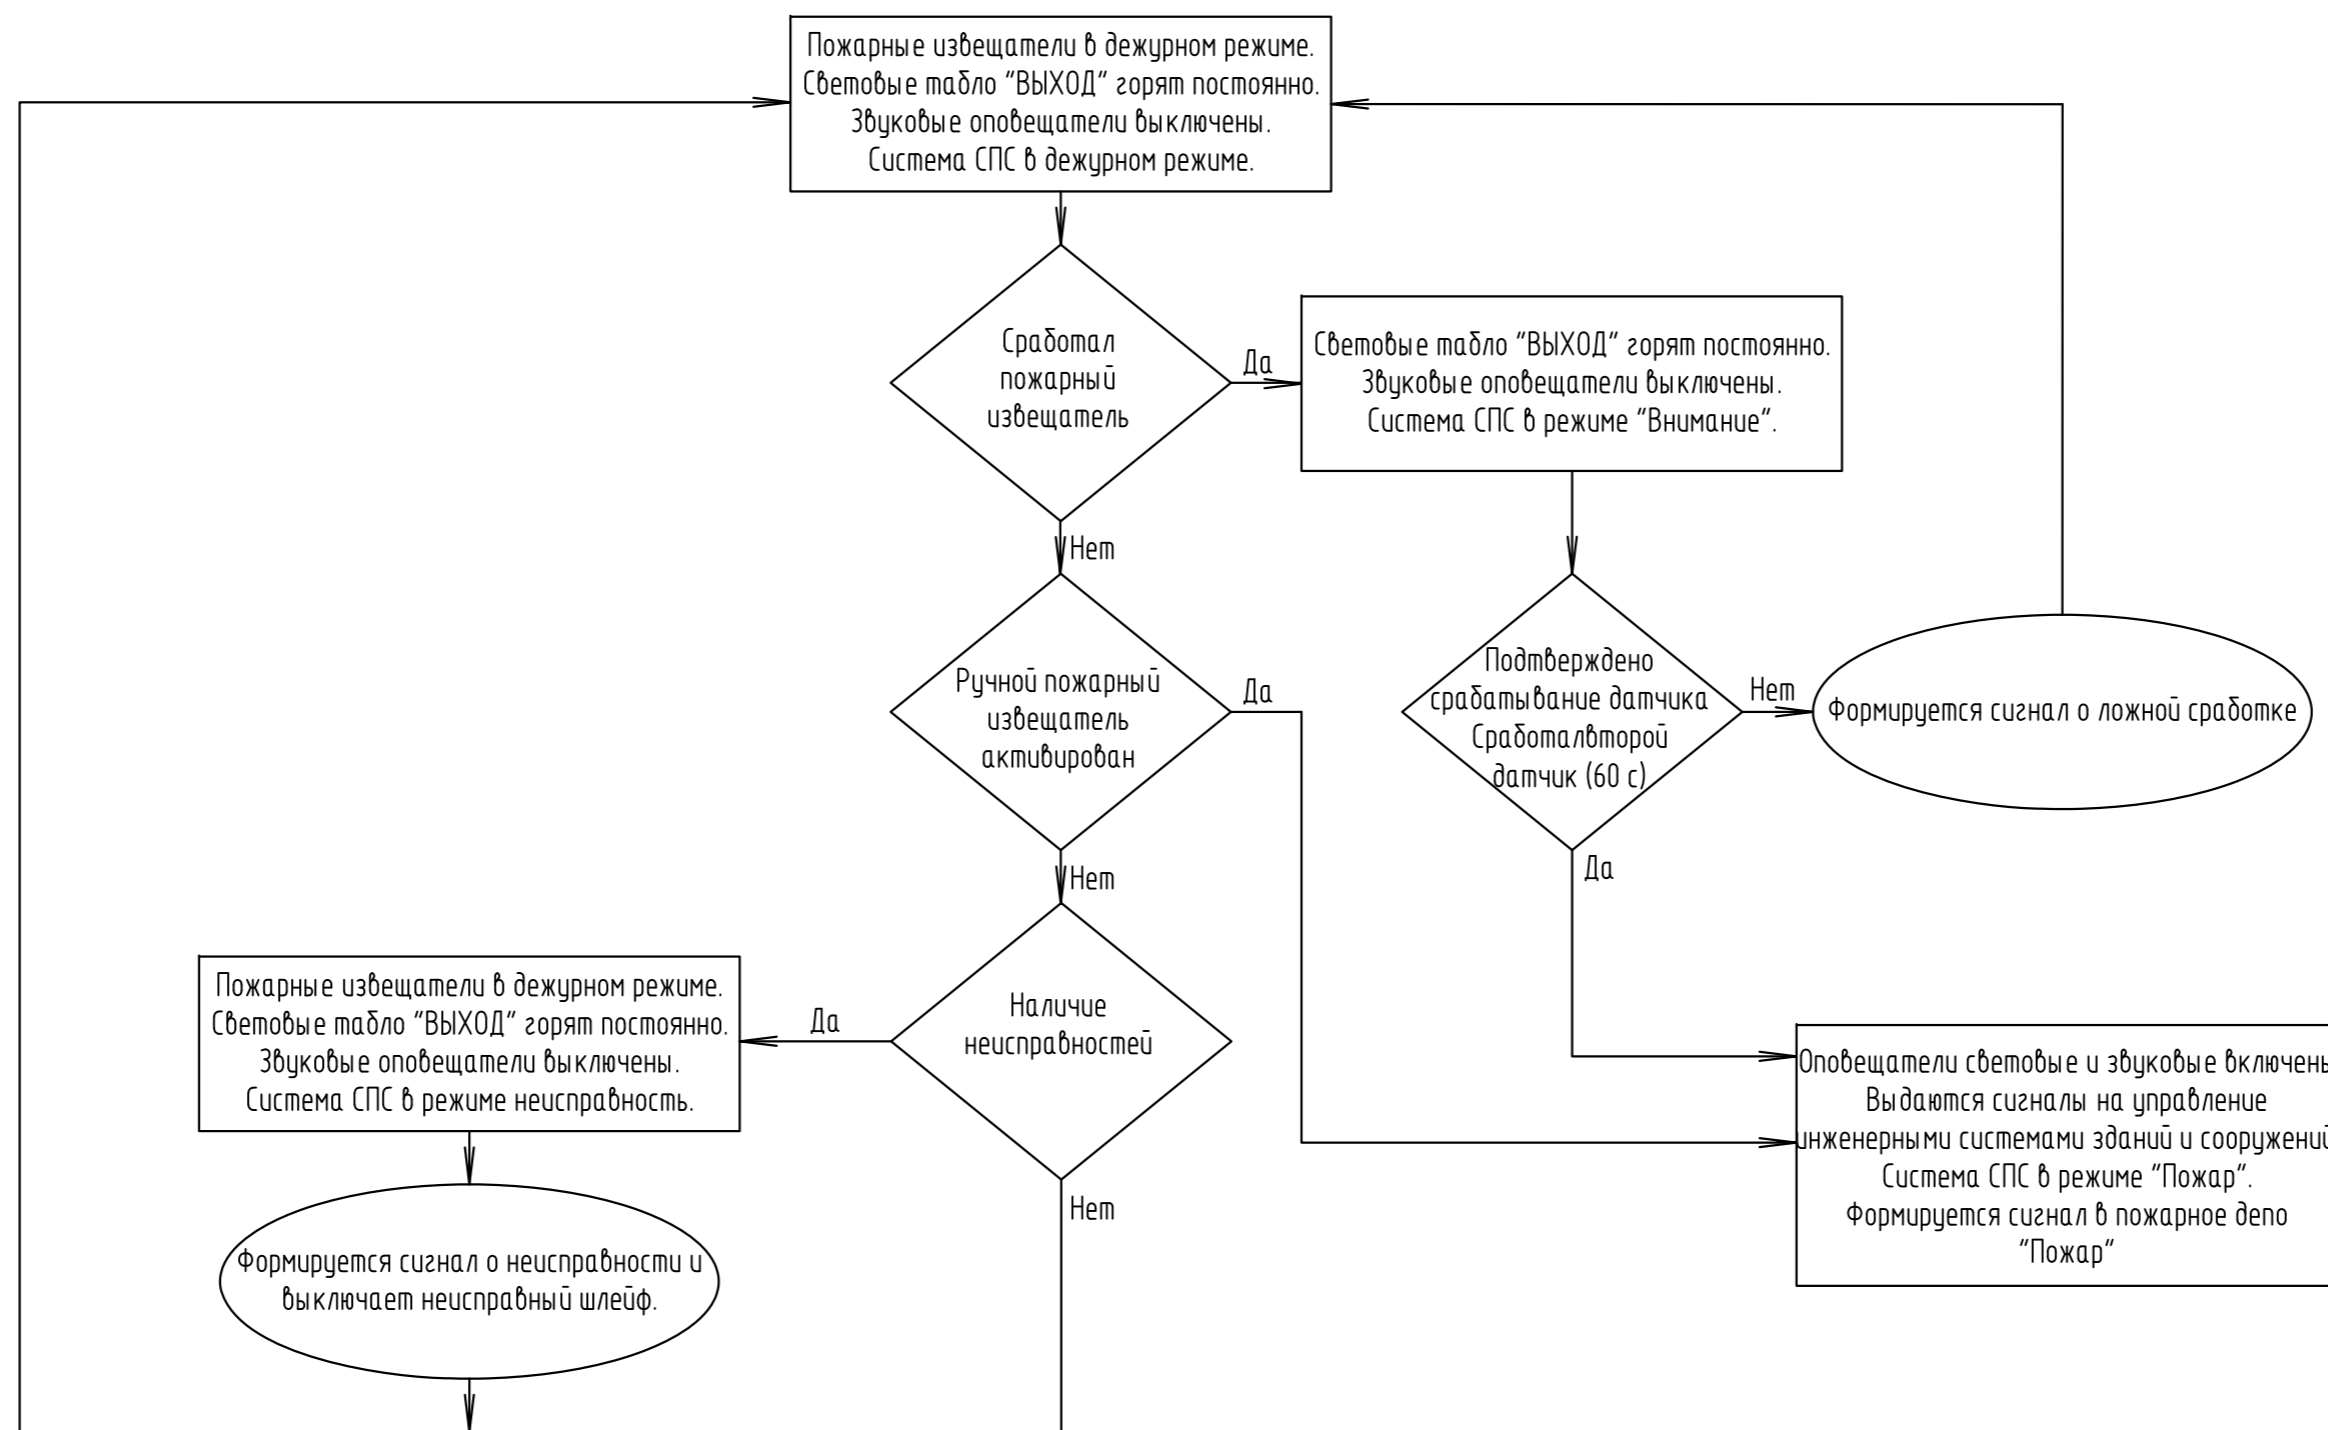 Пожарные извещатели в дежурном режиме.
Световые табло "ВЫХОД" горят постоянно.
Звуковые оповещатели выключены.
Система СПС в дежурном режиме.
Сработал
пожарный
извещатель
Да
Световые табло "ВЫХОД" горят постоянно.
Звуковые оповещатели выключены.
Система СПС в режиме "Внимание".
Нет
Ручной пожарный
извещатель
активирован
Да
Подтверждено
срабатывание датчика
Сработалвторой
датчик (60 с)
Нет
Формируется сигнал о ложной сработке
Нет
Да
Наличие
неисправностей
Да
Пожарные извещатели в дежурном режиме.
Световые табло "ВЫХОД" горят постоянно.
Звуковые оповещатели выключены.
Система СПС в режиме неисправность.
Оповещатели световые и звуковые включены
Выдаются сигналы на управление
инженерными системами зданий и сооружений
Система СПС в режиме "Пожар".
Формируется сигнал в пожарное депо
"Пожар"
Нет
Формируется сигнал о неисправности и
выключает неисправный шлейф.